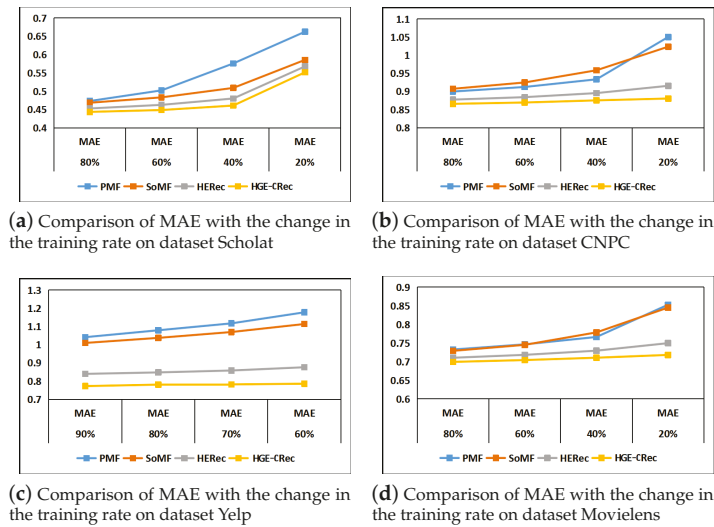 0.7
0.65
0.6
0.55
0.5
0.45
0.4
MAE MAE MAE MAE
80% 60% 40% 20%
PMF SoMF HERec HGE-CRec
(a) Comparison of MAE with the change in
the training rate on dataset Scholat
1.1
1.05
1
0.95
0.9
0.85
0.8
MAE MAE MAE MAE
80% 60% 40% 20%
PMF SoMF HERec HGE-CRec
(b) Comparison of MAE with the change in
the training rate on dataset CNPC
1.3
1.2
1.1
1
0.9
0.8
0.7
MAE MAE MAE MAE
90% 80% 70% 60%
PMF SoMF HERec HGE-CRec
(c) Comparison of MAE with the change in
the training rate on dataset Yelp
0.9
0.85
0.8
0.75
0.7
0.65
0.6
MAE MAE MAE MAE
80% 60% 40% 20%
PMF SoMF HERec HGE-CRec
(d) Comparison of MAE with the change in
the training rate on dataset Movielens